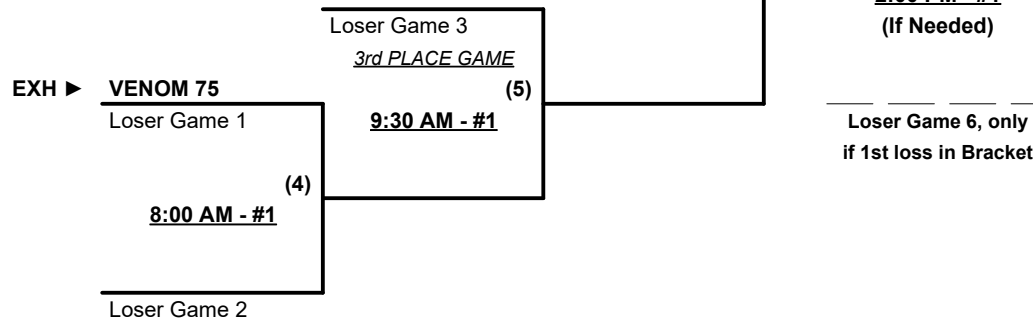 Loser Game 3
(If Needed)
3rd PLACE GAME
EXH ► VENOM 75
(5)
Loser Game 1
9:30 AM - #1
Loser Game 6, only
if 1st loss in Bracket
(4)
8:00 AM - #1
Loser Game 2